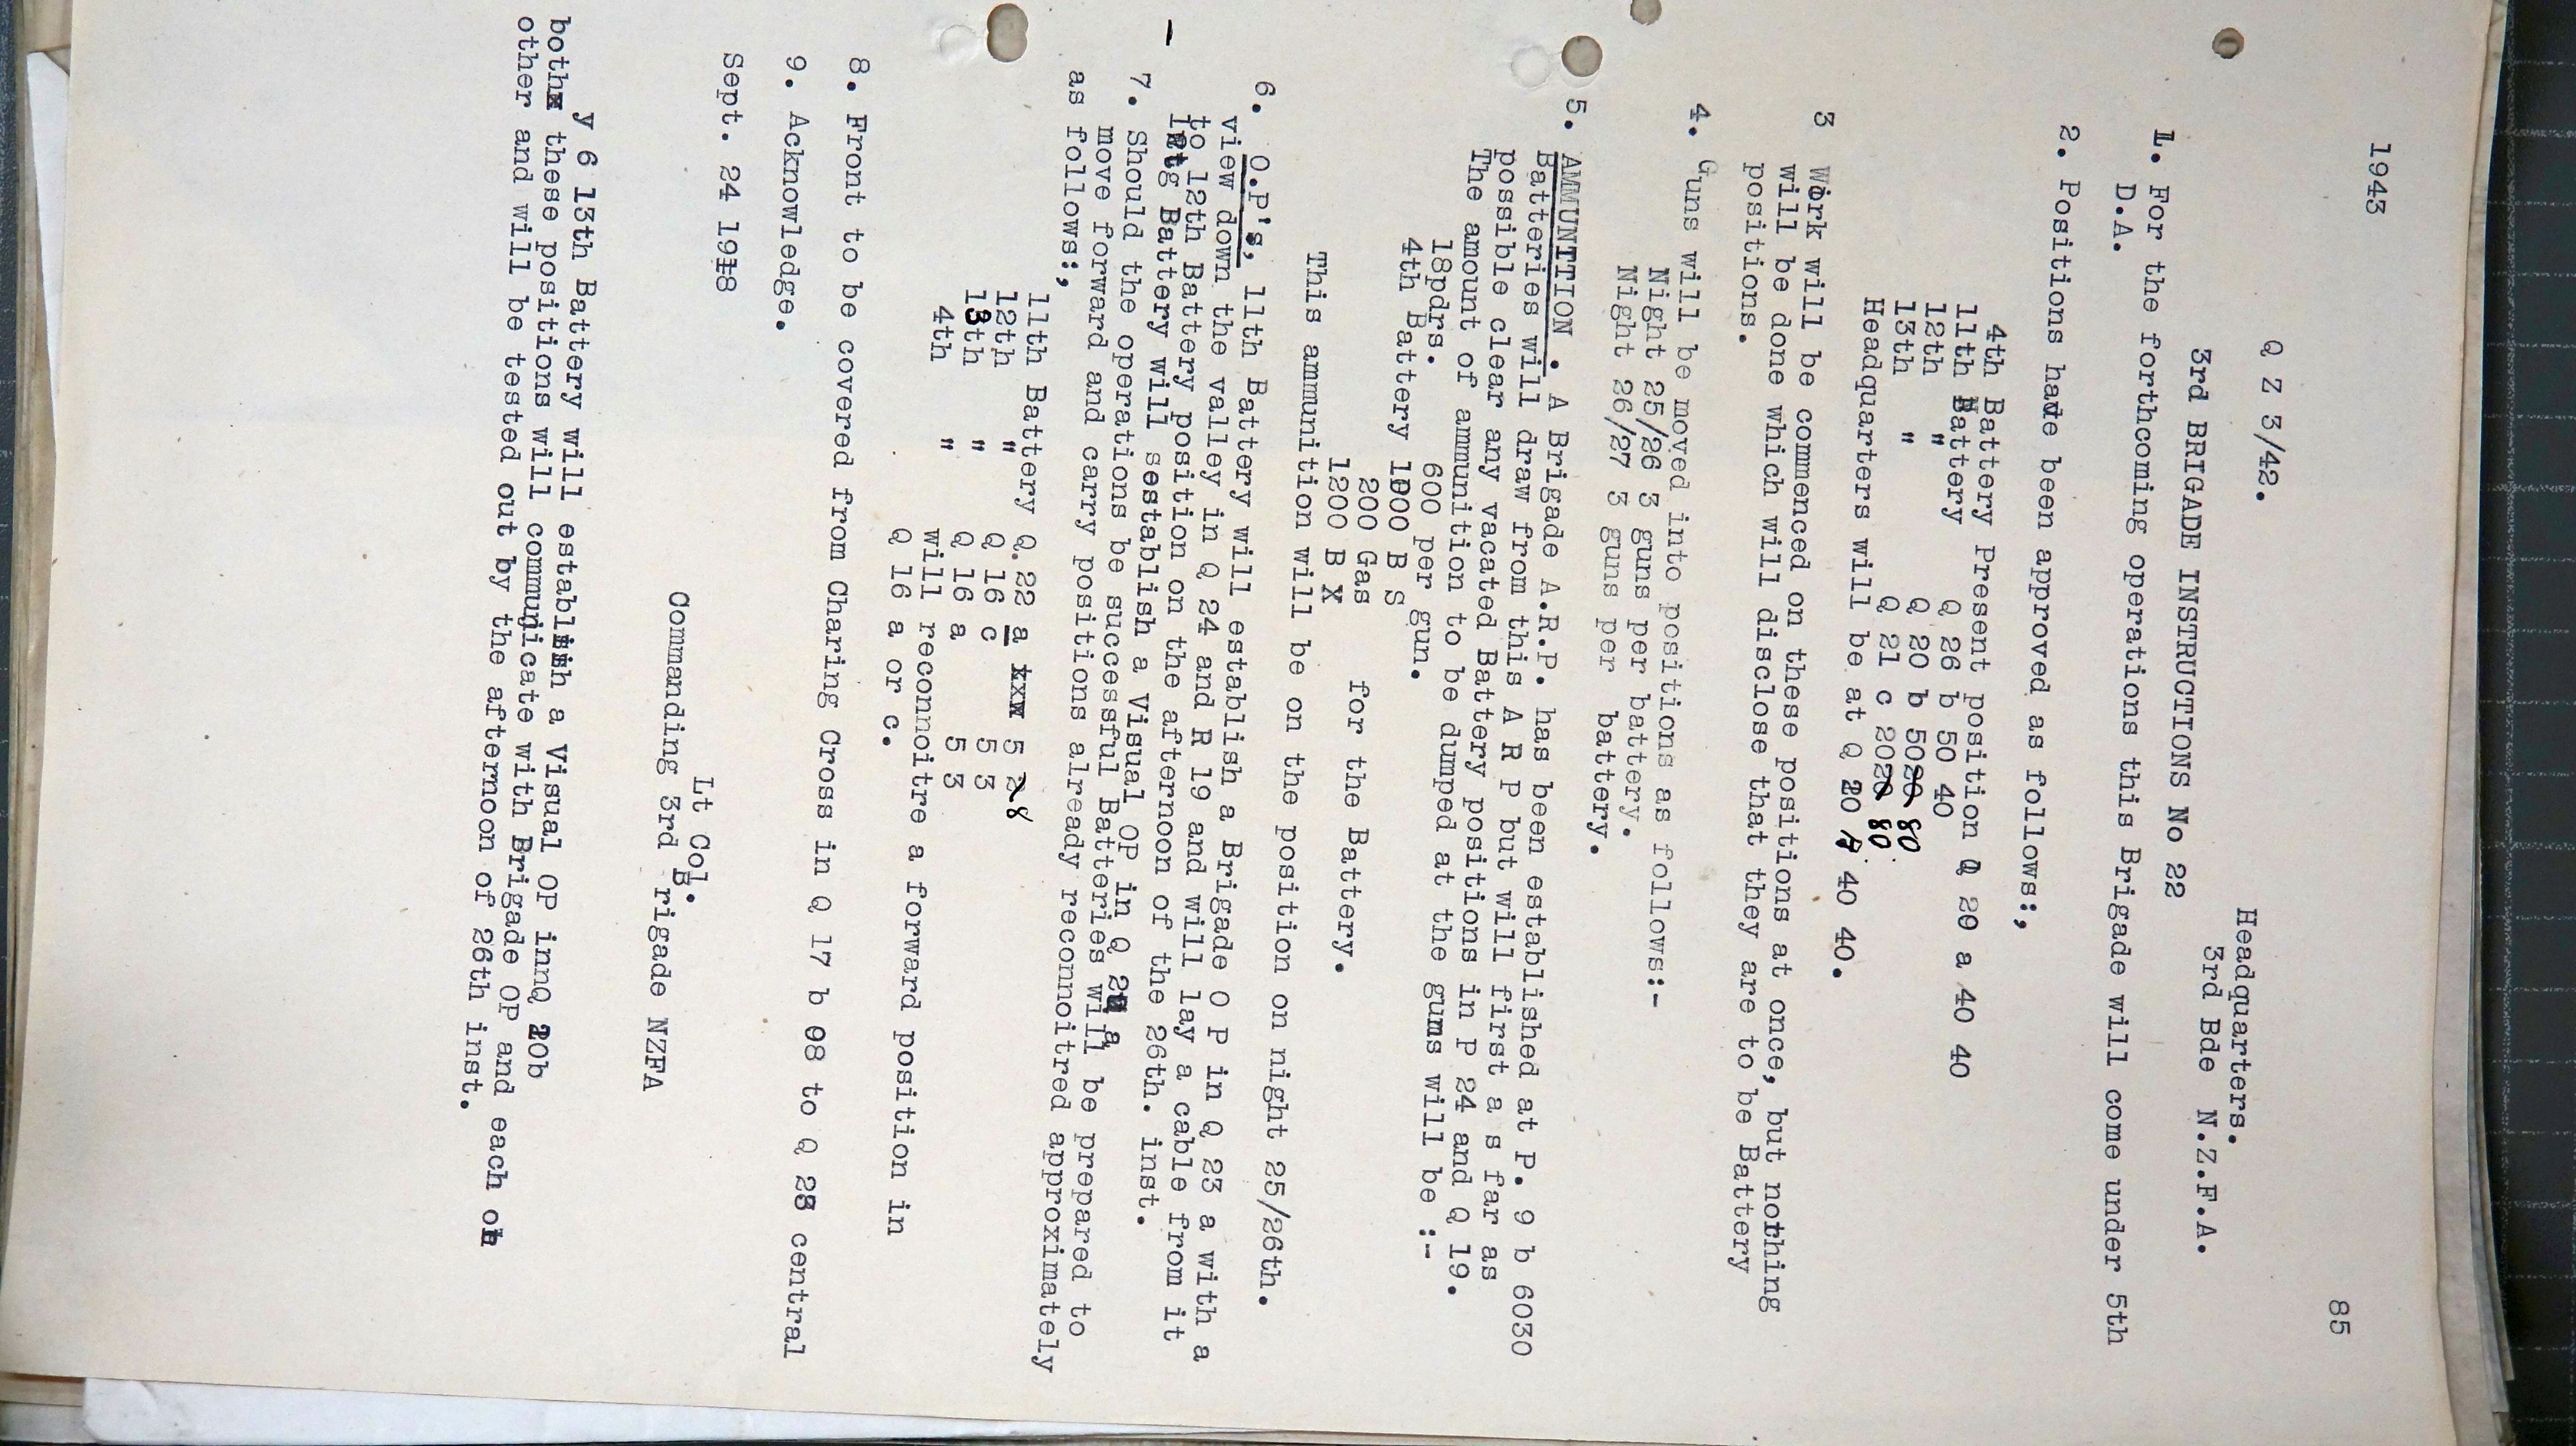 1943
85
Q Z 3/42.
Headquarters.
3rd Bde N.Z.F.A.
3rd BRIGADE INSTRUCTIONS No 22
1. For the forthcoming operations this Brigade will come under 5th
D.A.
2. Positions have been approved as follows:,
4th Battery Present position Q 20 a 40 40
11th Battery Q 26 b 50 40
12th " Q 20 b 50 80
13th " Q 21 c 20 80
Headquarters will be at Q 20 40 40.
3 Work will be commenced on these positions at once, but nothing
will be done which will disclose that they are to be Battery
positions.
4. Guns will be moved into positions as follows:-
Night 25/26 3 guns per battery.
Night 26/27 3 guns per battery.
5. AMMUNTTION . A Brigade A.R.P. has been established at P. 9 b 6030
Batteries will draw from this A R P but will first a s far as
possible clear any vacated Battery positions in P 24 and Q 19.
The amount of ammunition to be dumped at the guns will be :-
18pdrs. 600 per gun.
4th Battery 1000 B S
200 Gas
1200 B X for the Battery.
This ammunition will be on the position on night 25/26th.
6. O.P's, 11th Battery will establish a Brigade O P in Q 23 a with a
view down the valley in Q 24 and R 19 and will lay a cable from it
to 12th Battery position on the afternoon of the 26th. inst.
Battery will sestablish a Visual OP in Q a
7. Should the operations be successful Batteries will be prepared to
move forward and carry positions already reconnoitred approximately
as follows:,
11th Battery Q. 22 a 5 8
12th " Q 16 c 5 3
13th " Q 16 a 5 3
4th " will reconnoitre a forward position in
Q 16 a or c.
8. Front to be covered from Charing Cross in Q 17 b 08 to Q 23 central
9. Acknowledge.
Lt Col.
Commanding 3rd Brigade NZFA
Sept. 24 1918
y 6 13th Battery will establish a Visual OP innQ 20b
both these positions will communicate with Brigade OP and each oh
other and will be tested out by the afternoon of 26th inst.